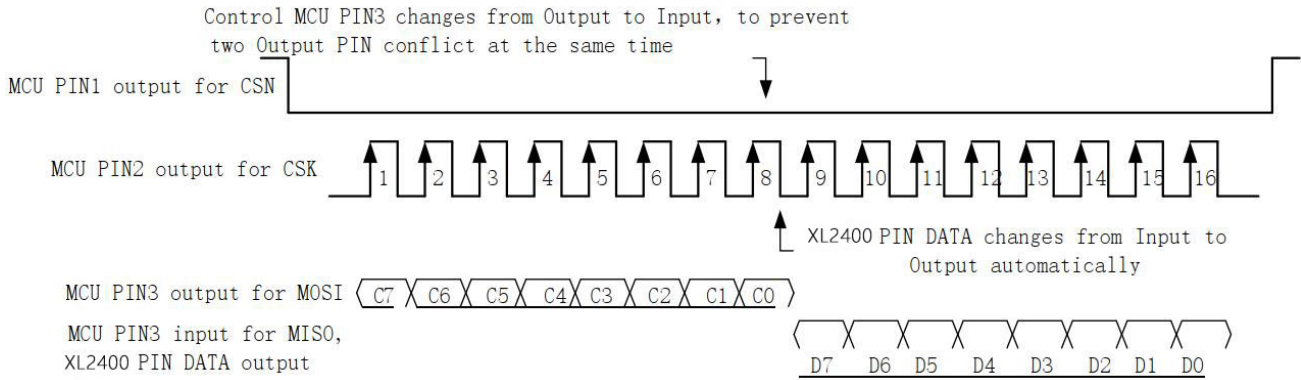 Control MCU PIN3 changes from Output to Input, to prevent
two Output PIN conflict at the same time
MCU PIN1 output for CSN
MCU PIN2 output for CSK
1 2 3 4 5 6 7 8 9 10 11 12 13 14 15 16
XL2400 PIN DATA changes from Input to
Output automatically
MCU PIN3 output for MOSI C7 C6 C5 C4 C3 C2 C1 C0
MCU PIN3 input for MISO,
XL2400 PIN DATA output
D7 D6 D5 D4 D3 D2 D1 D0